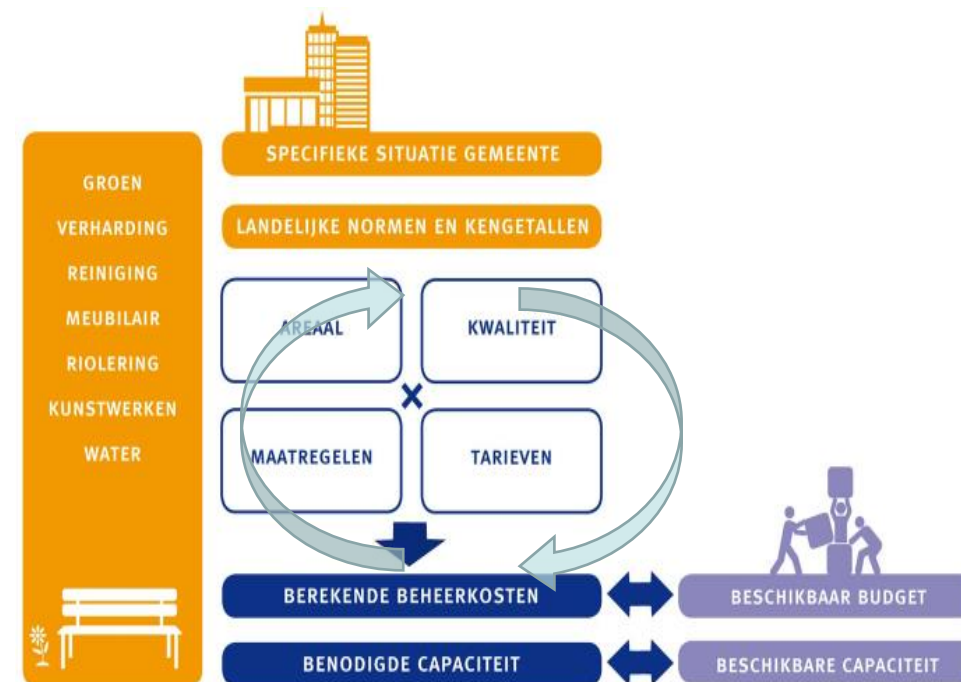 GROEN
VERHARDING
REINIGING
MEUBILAIR
RIOLERING
KUNSTWERKEN
WATER
SPECIFIEKE SITUATIE GEMEENTE
LANDELIJKE NORMEN EN KENGETALLEN
AREAAL
KWALITEIT
×
MAATREGELEN
TARIEVEN
BEREKENDE BEHEERKOSTEN
BESCHIKBAAR BUDGET
BENODIGDE CAPACITEIT
BESCHIKBARE CAPACITEIT